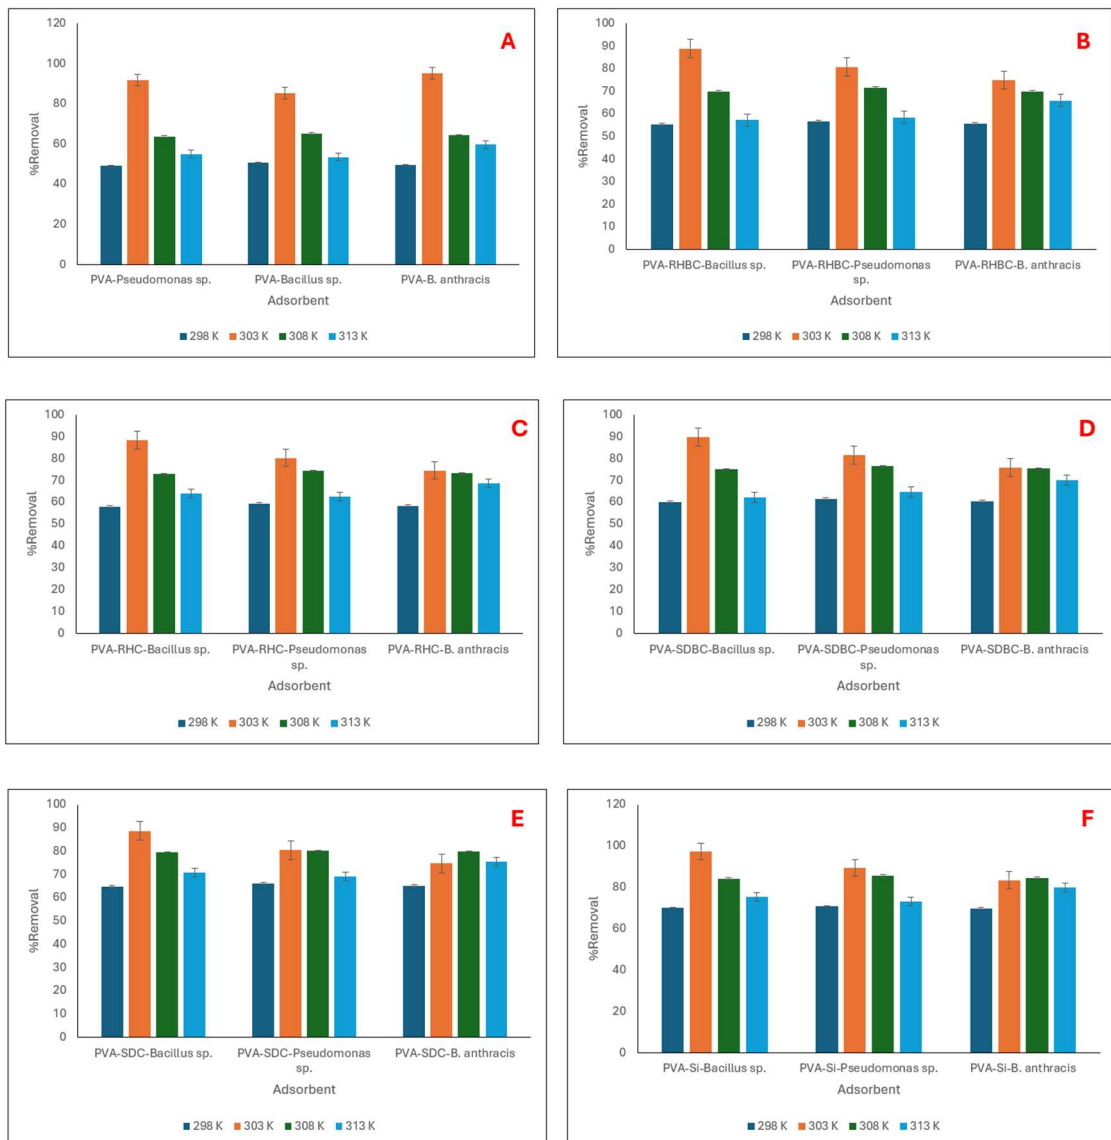 A
120
100
80
60
40
20
0
%Removal
PVA-Pseudomonas sp. PVA-Bacillus sp. PVA-B. anthracis
Adsorbent
298 K 303 K 308 K 313 K
B
100
90
80
70
60
50
40
30
20
10
0
%Removal
PVA-RHBC-Bacillus sp. PVA-RHBC-Pseudomonas PVA-RHBC-B. anthracis
sp.
Adsorbent
298 K 303 K 308 K 313 K
C
100
90
80
70
60
50
40
30
20
10
0
%Removal
PVA-RHC-Bacillus sp. PVA-RHC-Pseudomonas PVA-RHC-B. anthracis
sp.
Adsorbent
298 K 303 K 308 K 313 K
D
100
90
80
70
60
50
40
30
20
10
0
%Removal
PVA-SDBC-Bacillus sp. PVA-SDBC-Pseudomonas PVA-SDBC-B. anthracis
sp.
Adsorbent
298 K 303 K 308 K 313 K
E
100
90
80
70
60
50
40
30
20
10
0
%Removal
PVA-SDC-Bacillus sp. PVA-SDC-Pseudomonas PVA-SDC-B. anthracis
sp.
Adsorbent
298 K 303 K 308 K 313 K
F
120
100
80
60
40
20
0
%Removal
PVA-Si-Bacillus sp. PVA-Si-Pseudomonas sp. PVA-Si-B. anthracis
Adsorbent
298 K 303 K 308 K 313 K